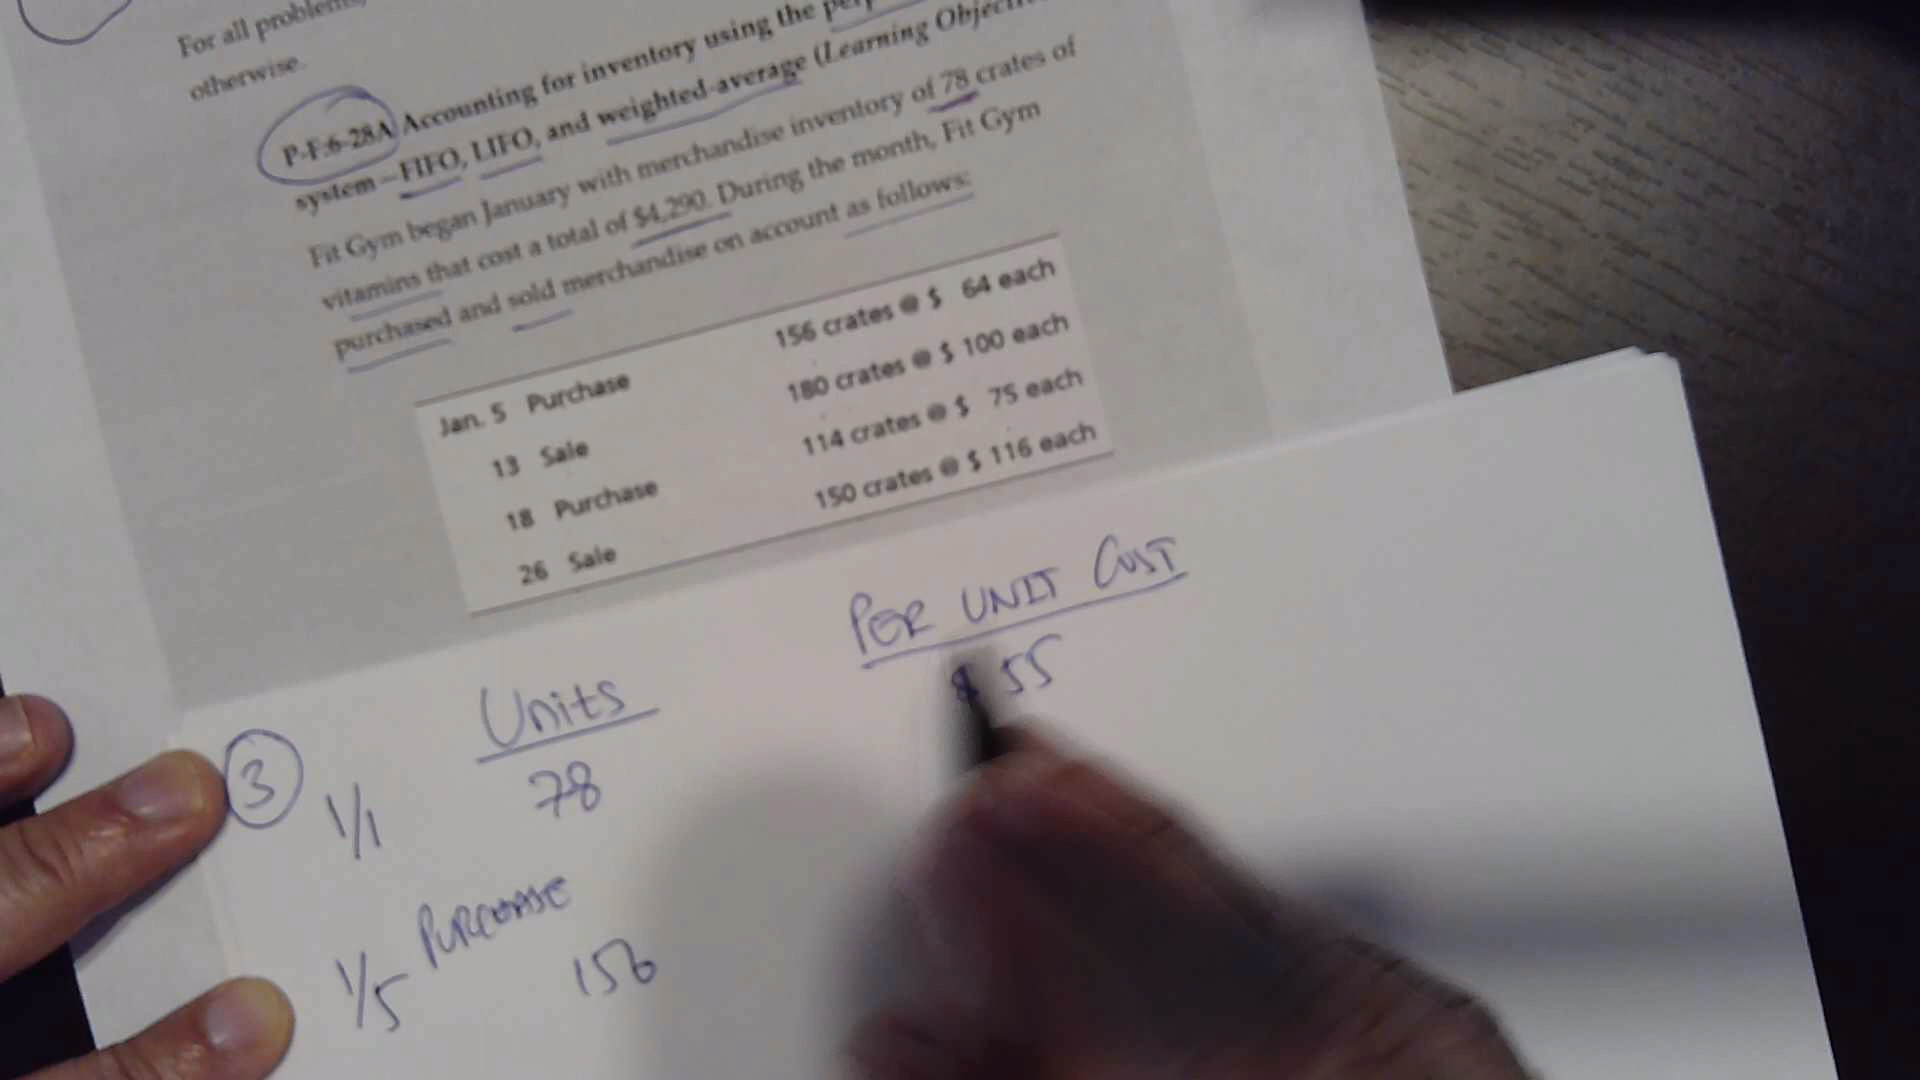 For all problems,
otherwise.
P-F:6-28A Accounting for inventory using the
system—FIFO, LIFO, and weighted-average (Learning
Fit Gym began January with merchandise inventory of 78 crates of
vitamins that cost a total of $4,290. During the month, Fit Gym
purchased and sold merchandise on account as follows:
Jan. 5 Purchase 156 crates @ $ 64 each
13 Sale 180 crates @ $ 100 each
18 Purchase 114 crates @ $ 75 each
26 Sale 150 crates @ $ 116 each
Units PER UNIT COST
3 1/1 78 $ 55
1/5 PURCHASE 156